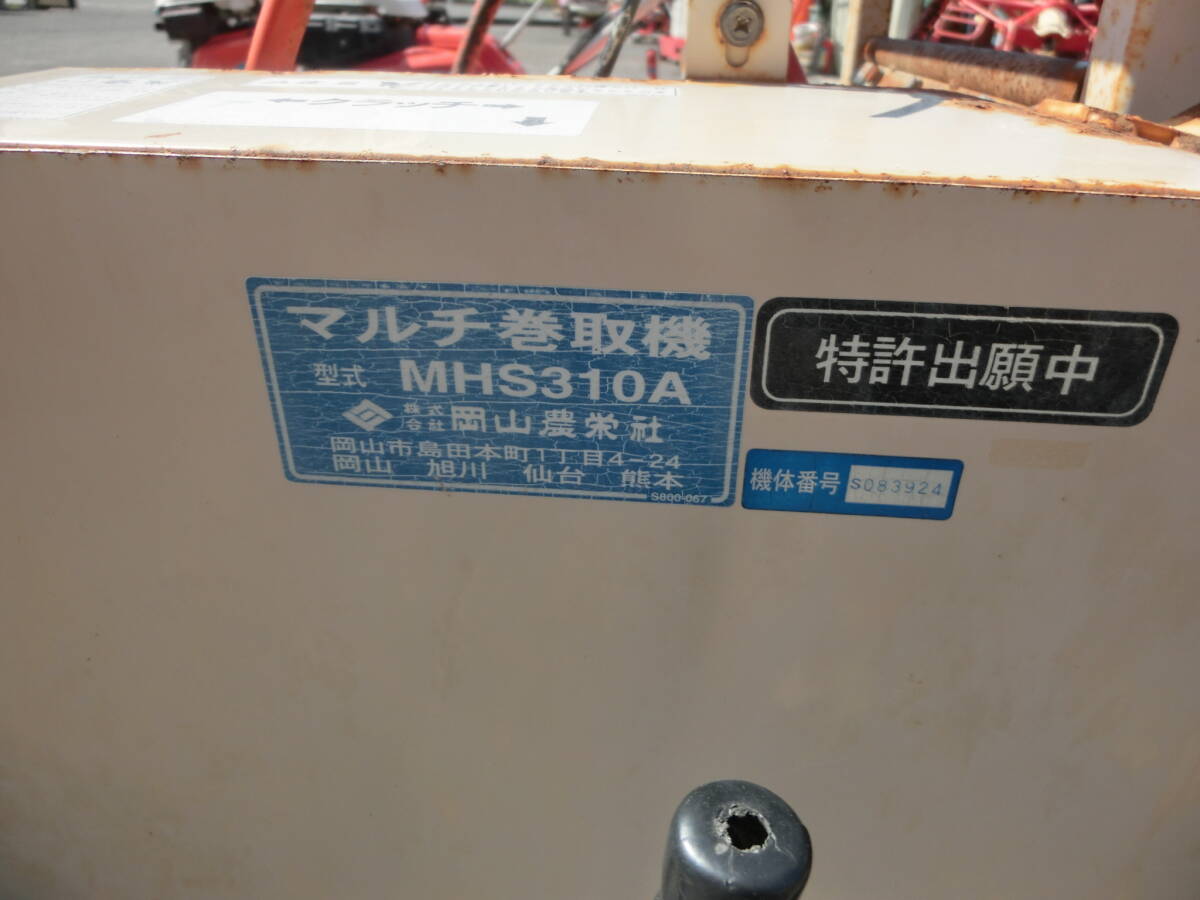 ←クラッチ→
マルチ巻取機
型式 MHS310A
株式会社 岡山農栄社
岡山市島田本町1丁目4-24
岡山 旭川 仙台 熊本
S800-067
特許出願中
機体番号 S083924